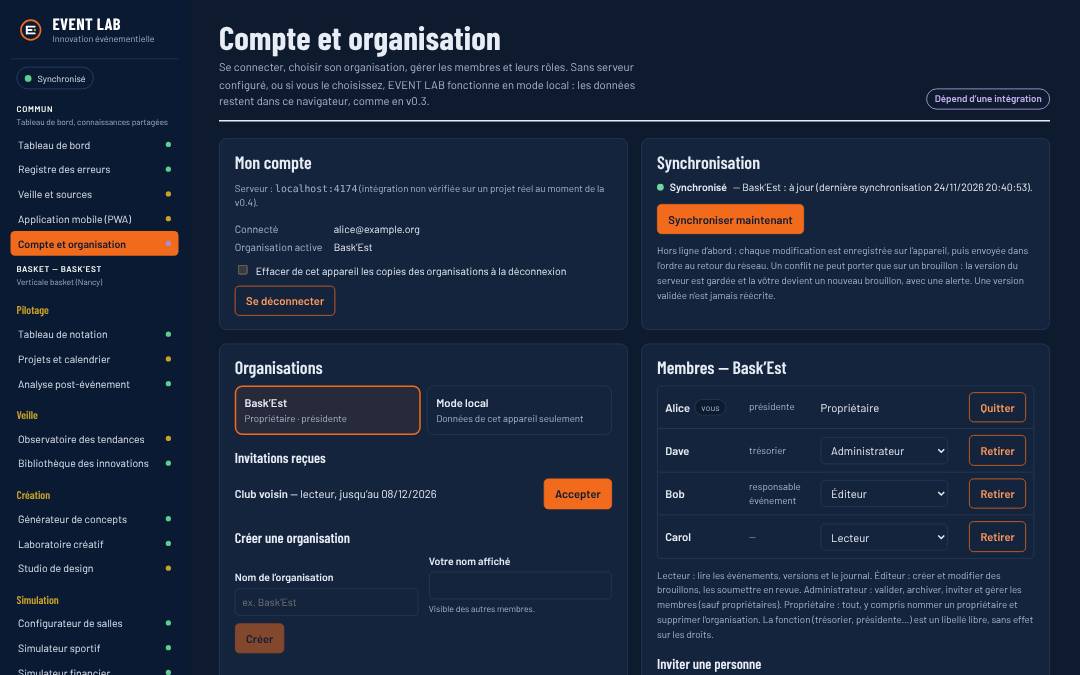 EVENT LAB
Innovation événementielle
Synchronisé
COMMUN
Tableau de bord, connaissances partagées
Tableau de bord
Registre des erreurs
Veille et sources
Application mobile (PWA)
Compte et organisation
BASKET — BASK'EST
Verticale basket (Nancy)
Pilotage
Tableau de notation
Projets et calendrier
Analyse post-événement
Veille
Observatoire des tendances
Bibliothèque des innovations
Création
Générateur de concepts
Laboratoire créatif
Studio de design
Simulation
Configurateur de salles
Simulateur sportif
Simulateur financier
Compte et organisation
Se connecter, choisir son organisation, gérer les membres et leurs rôles. Sans serveur
configuré, ou si vous le choisissez, EVENT LAB fonctionne en mode local : les données
restent dans ce navigateur, comme en v0.3.
Dépend d'une intégration
Mon compte
Serveur : localhost:4174 (intégration non vérifiée sur un projet réel au moment de la
v0.4).
Connecté alice@example.org
Organisation active Bask'Est
Effacer de cet appareil les copies des organisations à la déconnexion
Se déconnecter
Synchronisation
Synchronisé — Bask'Est : à jour (dernière synchronisation 24/11/2026 20:40:53).
Synchroniser maintenant
Hors ligne d'abord : chaque modification est enregistrée sur l'appareil, puis envoyée dans
l'ordre au retour du réseau. Un conflit ne peut porter que sur un brouillon : la version du
serveur est gardée et la vôtre devient un nouveau brouillon, avec une alerte. Une version
validée n'est jamais réécrite.
Organisations
Bask'Est
Propriétaire · présidente
Mode local
Données de cet appareil seulement
Invitations reçues
Club voisin — lecteur, jusqu'au 08/12/2026
Accepter
Créer une organisation
Nom de l'organisation
ex. Bask'Est
Votre nom affiché
Visible des autres membres.
Créer
Membres — Bask'Est
Alice vous présidente Propriétaire Quitter
Dave trésorier Administrateur Retirer
Bob responsable événement Éditeur Retirer
Carol — Lecteur Retirer
Lecteur : lire les événements, versions et le journal. Éditeur : créer et modifier des
brouillons, les soumettre en revue. Administrateur : valider, archiver, inviter et gérer les
membres (sauf propriétaires). Propriétaire : tout, y compris nommer un propriétaire et
supprimer l'organisation. La fonction (trésorier, présidente…) est un libellé libre, sans effet
sur les droits.
Inviter une personne